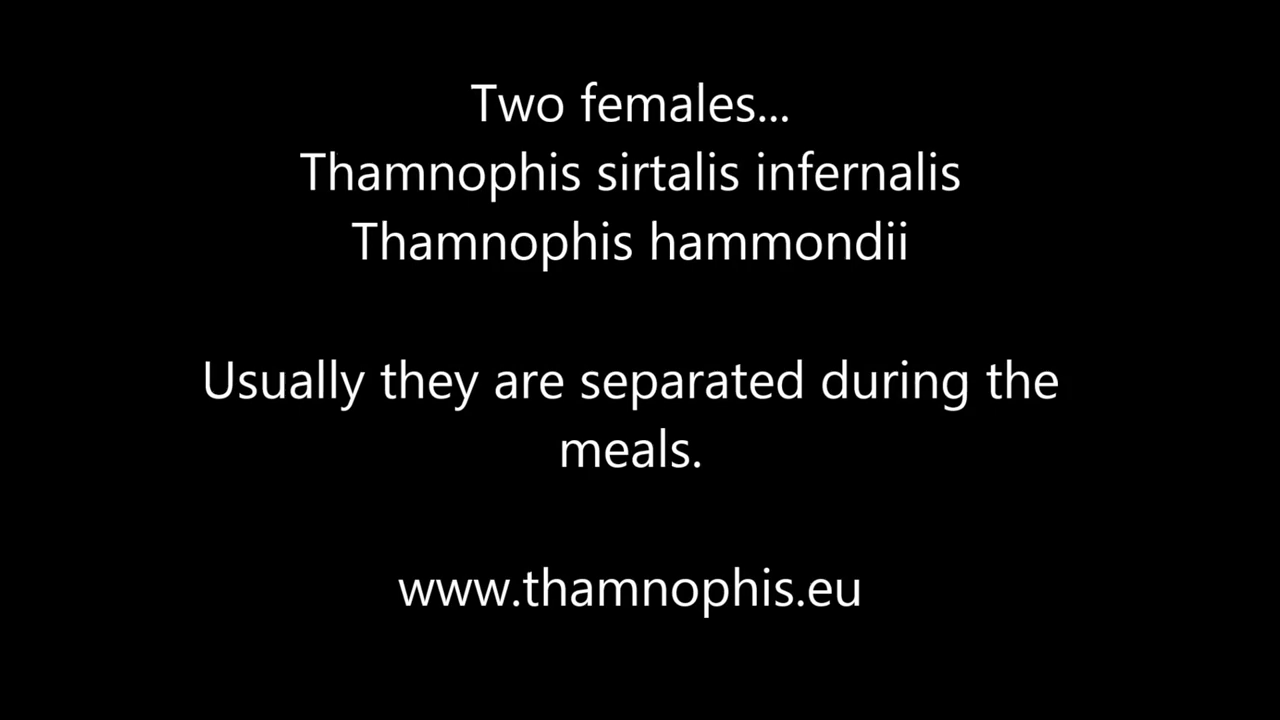 Two females...
Thamnophis sirtalis infernalis
Thamnophis hammondii
Usually they are separated during the
meals.
www.thamnophis.eu